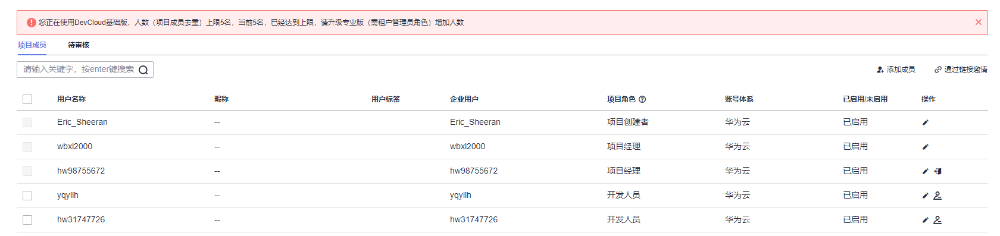 您正在使用DevCloud基础版，人数（项目成员去重）上限5名，当前5名，已经达到上限，请升级专业版（需租户管理员角色）增加人数
项目成员 待审核
请输入关键字，按enter键搜索 添加成员 通过链接邀请
用户名称 昵称 用户标签 企业用户 项目角色 账号体系 已启用/未启用 操作
Eric_Sheeran -- Eric_Sheeran 项目创建者 华为云 已启用
wbxl2000 -- wbxl2000 项目经理 华为云 已启用
hw98755672 -- hw98755672 项目经理 华为云 已启用
yqyllh -- yqyllh 开发人员 华为云 已启用
hw31747726 -- hw31747726 开发人员 华为云 已启用